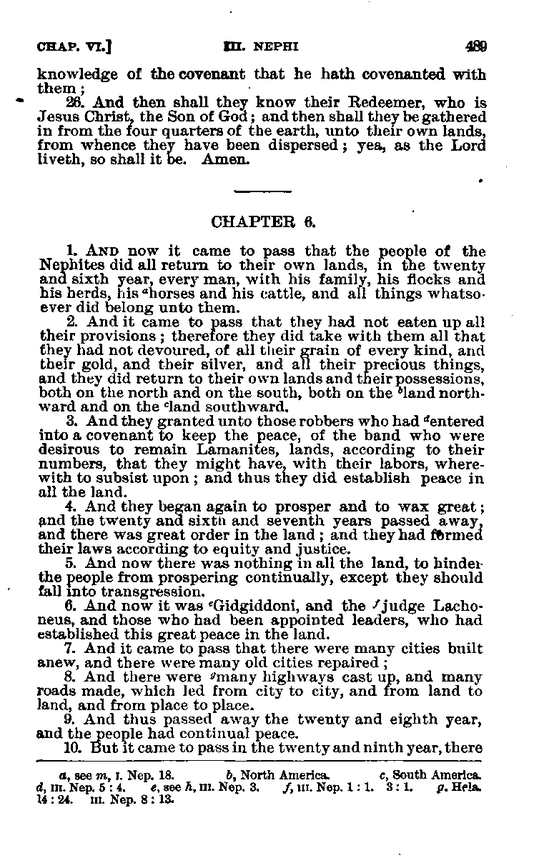 CHAP. VI.] III. NEPHI 489
knowledge of the covenant that he hath covenanted with
them;
26. And then shall they know their Redeemer, who is
Jesus Christ, the Son of God; and then shall they be gathered
in from the four quarters of the earth, unto their own lands,
from whence they have been dispersed; yea, as the Lord
liveth, so shall it be. Amen.
CHAPTER 6.
1. AND now it came to pass that the people of the
Nephites did all return to their own lands, in the twenty
and sixth year, every man, with his family, his flocks and
his herds, his ᵃhorses and his cattle, and all things whatso-
ever did belong unto them.
2. And it came to pass that they had not eaten up all
their provisions; therefore they did take with them all that
they had not devoured, of all their grain of every kind, and
their gold, and their silver, and all their precious things,
and they did return to their own lands and their possessions,
both on the north and on the south, both on the ᵇland north-
ward and on the ᶜland southward.
3. And they granted unto those robbers who had ᵈentered
into a covenant to keep the peace, of the band who were
desirous to remain Lamanites, lands, according to their
numbers, that they might have, with their labors, where-
with to subsist upon; and thus they did establish peace in
all the land.
4. And they began again to prosper and to wax great;
and the twenty and sixth and seventh years passed away,
and there was great order in the land; and they had formed
their laws according to equity and justice.
5. And now there was nothing in all the land, to hinder
the people from prospering continually, except they should
fall into transgression.
6. And now it was ᵉGidgiddoni, and the ᶠjudge Lacho-
neus, and those who had been appointed leaders, who had
established this great peace in the land.
7. And it came to pass that there were many cities built
anew, and there were many old cities repaired;
8. And there were ᵍmany highways cast up, and many
roads made, which led from city to city, and from land to
land, and from place to place.
9. And thus passed away the twenty and eighth year,
and the people had continual peace.
10. But it came to pass in the twenty and ninth year, there
a, see m, I. Nep. 18. b, North America. c, South America.
d, III. Nep. 5:4. e, see h, III. Nep. 3. f, III. Nep. 1:1. 3:1. g. Hela.
14:24. III. Nep. 8:13.